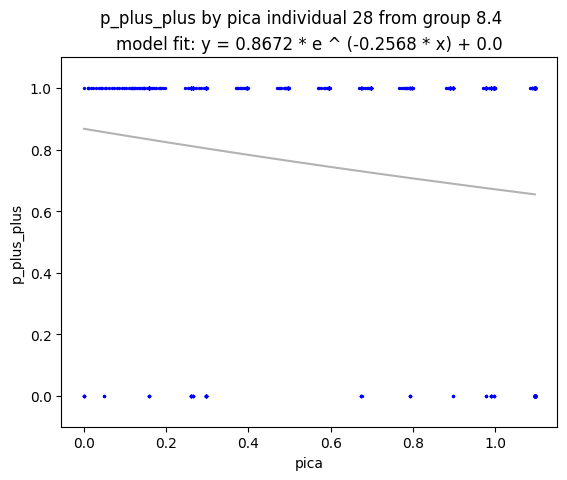 p_plus_plus by pica individual 28 from group 8.4
model fit: y = 0.8672 * e ^ (-0.2568 * x) + 0.0
1.0
0.8
0.6
0.4
0.2
0.0
p_plus_plus
0.0 0.2 0.4 0.6 0.8 1.0
pica